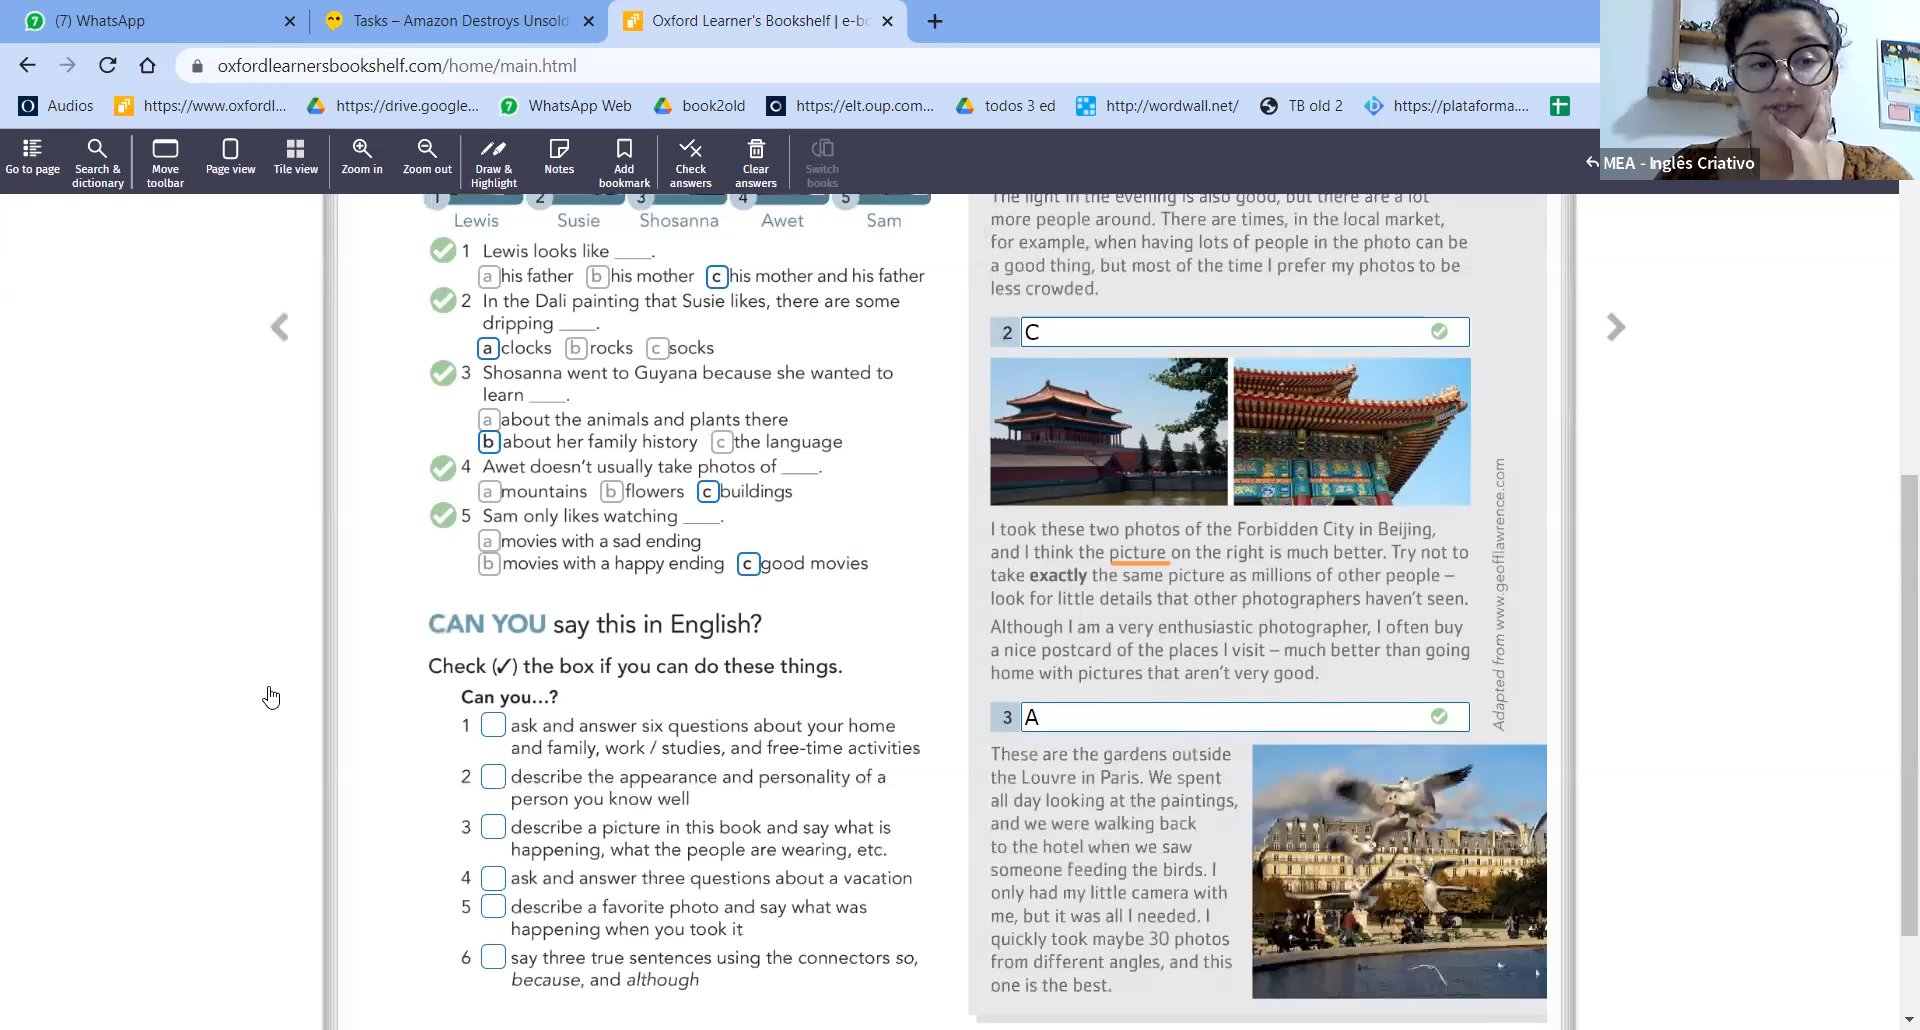 (7) WhatsApp
Tasks – Amazon Destroys Unsold
Oxford Learner's Bookshelf | e-bo
oxfordlearnersbookshelf.com/home/main.html
Audios
https://www.oxfordl...
https://drive.google...
WhatsApp Web
book2old
https://elt.oup.com...
todos 3 ed
http://wordwall.net/
TB old 2
https://plataforma....
Go to page
Search & dictionary
Move toolbar
Page view
Tile view
Zoom in
Zoom out
Draw & Highlight
Notes
Add bookmark
Check answers
Clear answers
Switch books
MEA - Inglês Criativo
1 2 3 4 5
Lewis Susie Shosanna Awet Sam
1 Lewis looks like ____.
a his father b his mother c his mother and his father
2 In the Dali painting that Susie likes, there are some
dripping ____.
a clocks b rocks c socks
3 Shosanna went to Guyana because she wanted to
learn ____.
a about the animals and plants there
b about her family history c the language
4 Awet doesn't usually take photos of ____.
a mountains b flowers c buildings
5 Sam only likes watching ____.
a movies with a sad ending
b movies with a happy ending c good movies
CAN YOU say this in English?
Check (✓) the box if you can do these things.
Can you...?
1 ask and answer six questions about your home
and family, work / studies, and free-time activities
2 describe the appearance and personality of a
person you know well
3 describe a picture in this book and say what is
happening, what the people are wearing, etc.
4 ask and answer three questions about a vacation
5 describe a favorite photo and say what was
happening when you took it
6 say three true sentences using the connectors so,
because, and although
The light in the evening is also good, but there are a lot
more people around. There are times, in the local market,
for example, when having lots of people in the photo can be
a good thing, but most of the time I prefer my photos to be
less crowded.
2 C
I took these two photos of the Forbidden City in Beijing,
and I think the picture on the right is much better. Try not to
take exactly the same picture as millions of other people –
look for little details that other photographers haven't seen.
Although I am a very enthusiastic photographer, I often buy
a nice postcard of the places I visit – much better than going
home with pictures that aren't very good.
3 A
These are the gardens outside
the Louvre in Paris. We spent
all day looking at the paintings,
and we were walking back
to the hotel when we saw
someone feeding the birds. I
only had my little camera with
me, but it was all I needed. I
quickly took maybe 30 photos
from different angles, and this
one is the best.
Adapted from www.geofflawrence.com